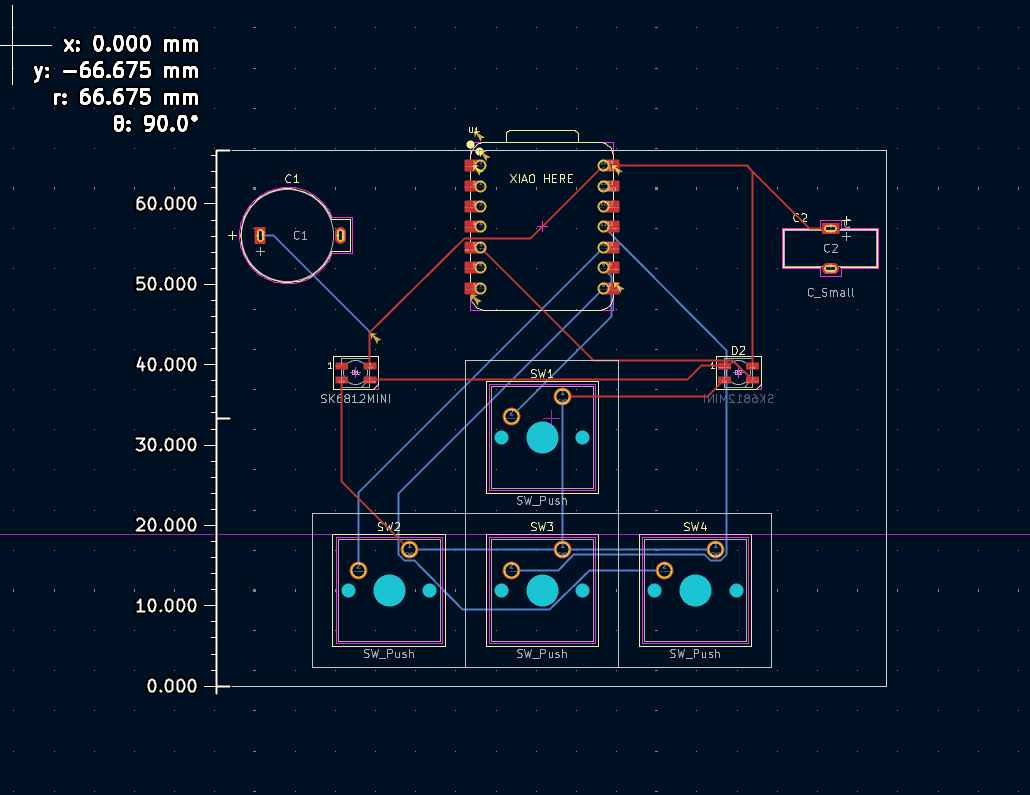 x: 0.000 mm
y: -66.675 mm
r: 66.675 mm
θ: 90.0°
XIAO HERE
C1
C1
C2
C2
C_Small
60.000
50.000
40.000
30.000
20.000
10.000
0.000
1
SK6812MINI
D2
1
SK6812MINI
SW1
SW_Push
SW2
SW3
SW4
SW_Push
SW_Push
SW_Push